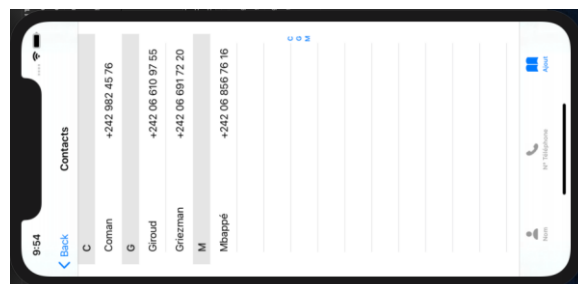 9:54
Back Contacts
C
Coman +242 982 45 76
G
Giroud +242 06 610 97 55
Griezman +242 06 691 72 20
M
Mbappé +242 06 856 76 16
C
G
M
Nom N° Téléphone Ajout